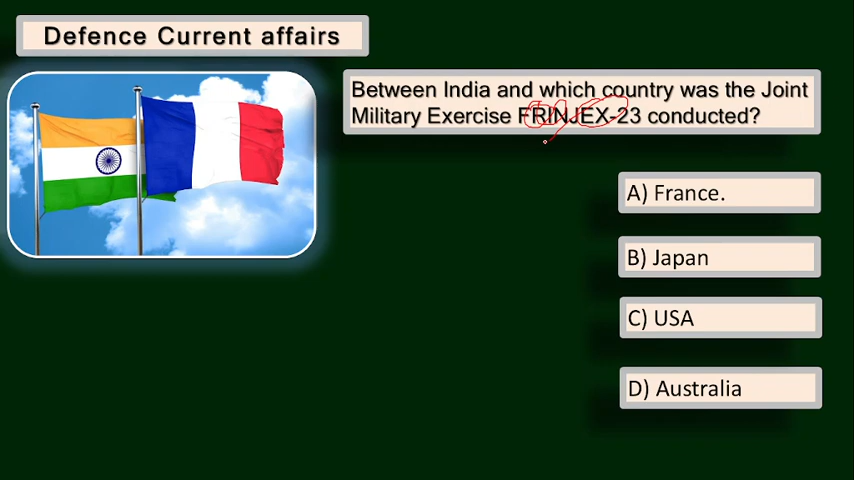 Defence Current affairs
Between India and which country was the Joint
Military Exercise FRINJEX-23 conducted?
A) France.
B) Japan
C) USA
D) Australia